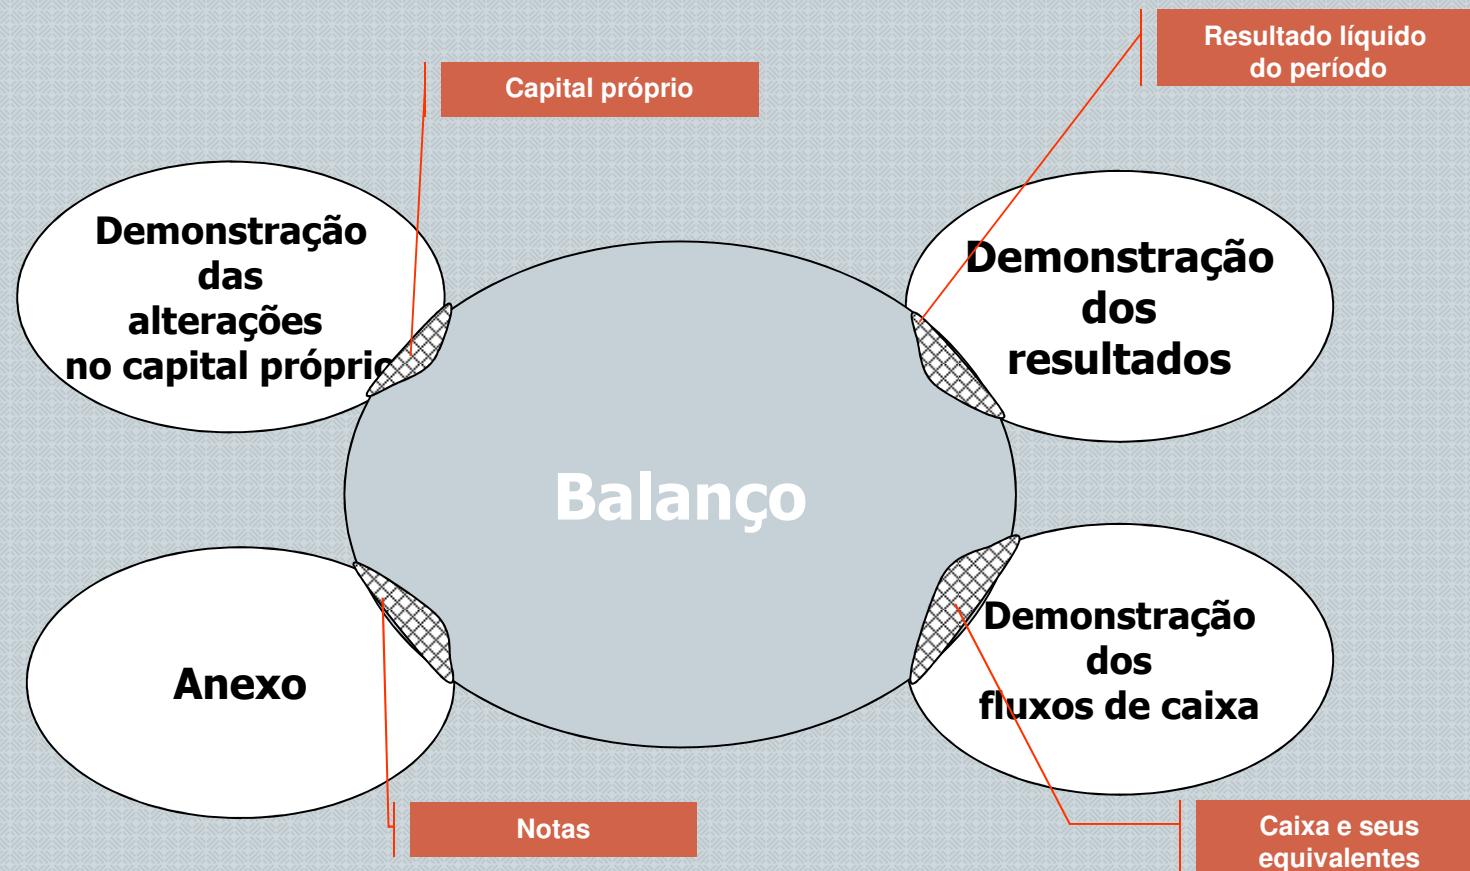 Resultado líquido
do período
Capital próprio
Demonstração
das
alterações
no capital próprio
Demonstração
dos
resultados
Balanço
Anexo
Demonstração
dos
fluxos de caixa
Notas
Caixa e seus
equivalentes